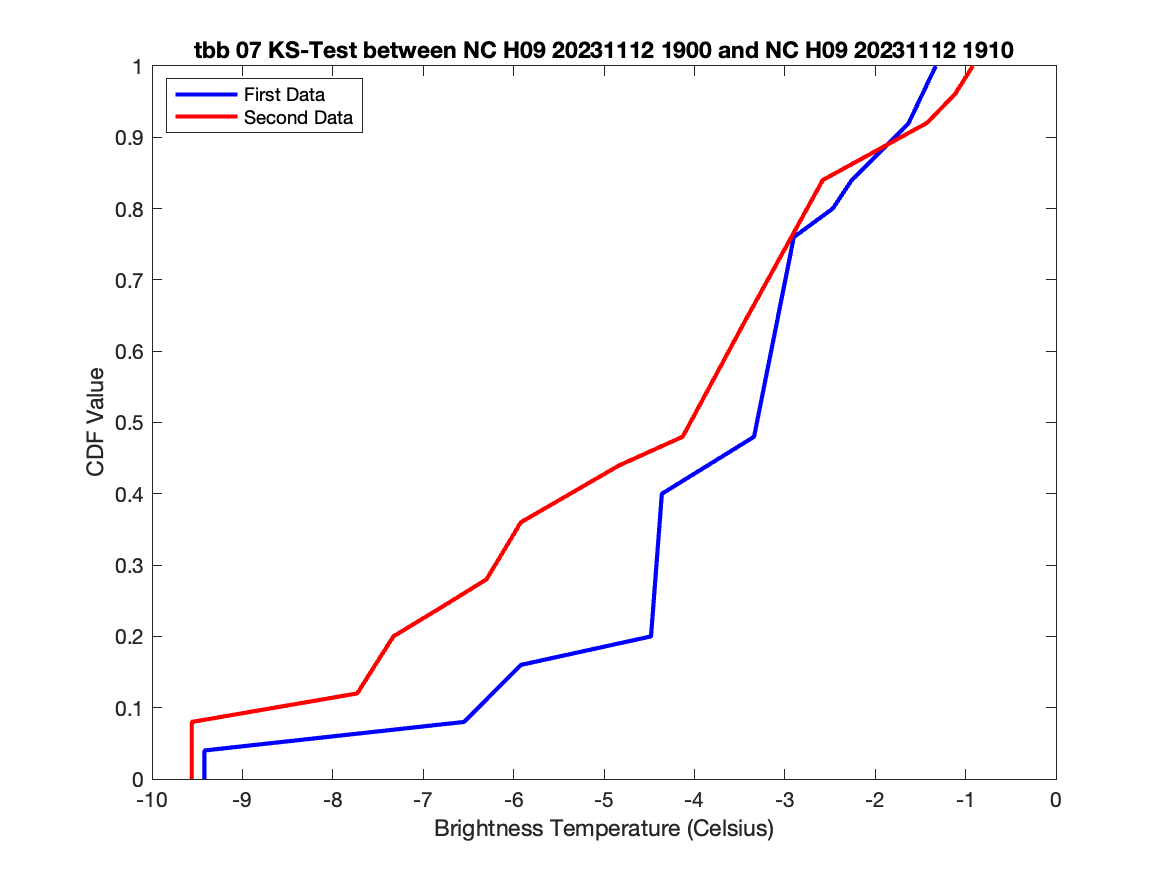 tbb 07 KS-Test between NC H09 20231112 1900 and NC H09 20231112 1910
First Data
Second Data
1
0.9
0.8
0.7
0.6
0.5
0.4
0.3
0.2
0.1
0
CDF Value
-10 -9 -8 -7 -6 -5 -4 -3 -2 -1 0
Brightness Temperature (Celsius)